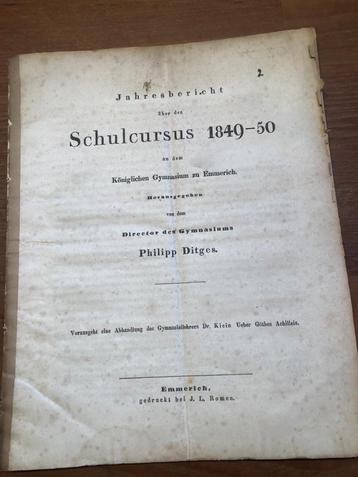 2
Jahresbericht
über den
Schulcursus 1849-50
an dem
Königlichen Gymnasium zu Emmerich.
Herausgegeben
von dem
Director des Gymnasiums
Philipp Ditges.
Vorausgeht eine Abhandlung des Gymnasiallehrers Dr. Klein Ueber Göthes Achilleis.
Emmerich,
gedruckt bei J. L. Romen.